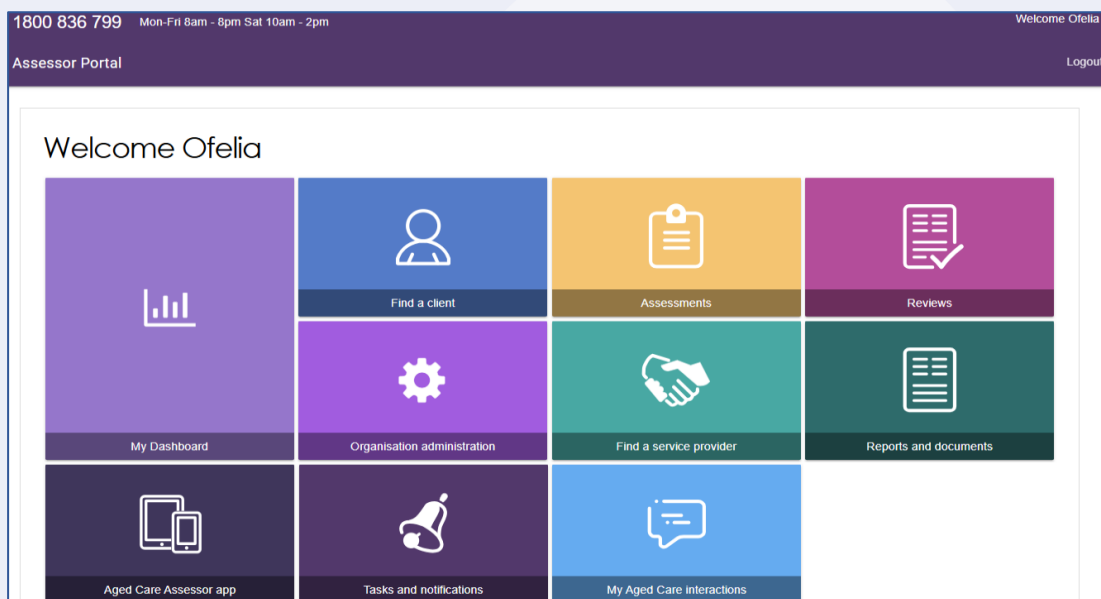 1800 836 799 Mon-Fri 8am - 8pm Sat 10am - 2pm Welcome Ofelia
Assessor Portal Logout
Welcome Ofelia
Find a client Assessments Reviews
My Dashboard Organisation administration Find a service provider Reports and documents
Aged Care Assessor app Tasks and notifications My Aged Care interactions